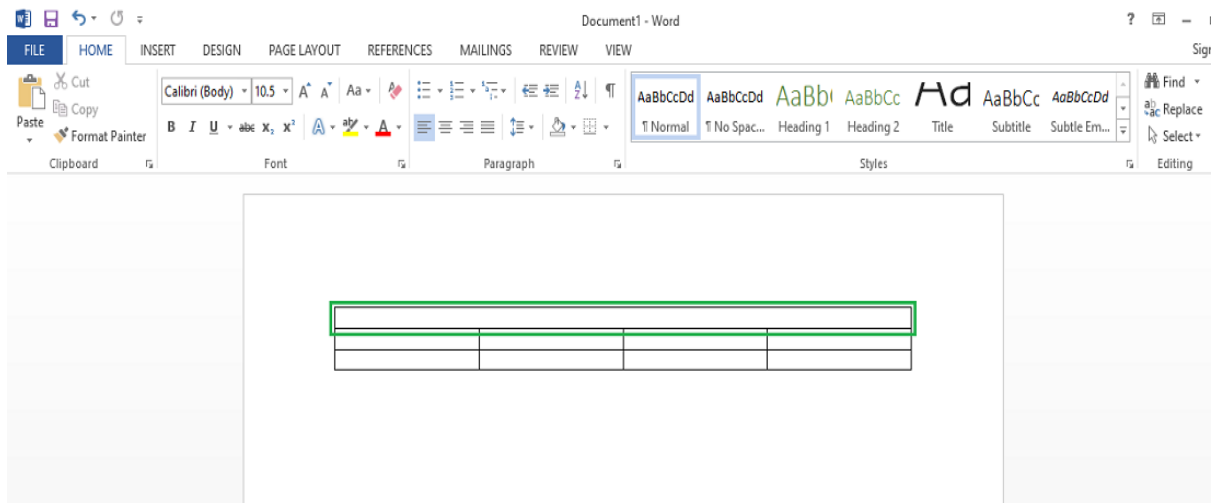 Document1 - Word
FILE HOME INSERT DESIGN PAGE LAYOUT REFERENCES MAILINGS REVIEW VIEW
Cut
Copy
Paste
Format Painter
Clipboard
Calibri (Body) 10.5 A A Aa
B I U abc X₂ X² A ab A
Font
Paragraph
AaBbCcDd AaBbCcDd AaBb AaBbCc AaBbCc AaBbCcDd
¶ Normal ¶ No Spac... Heading 1 Heading 2 Title Subtitle Subtle Em...
Styles
Find
Replace
Select
Editing